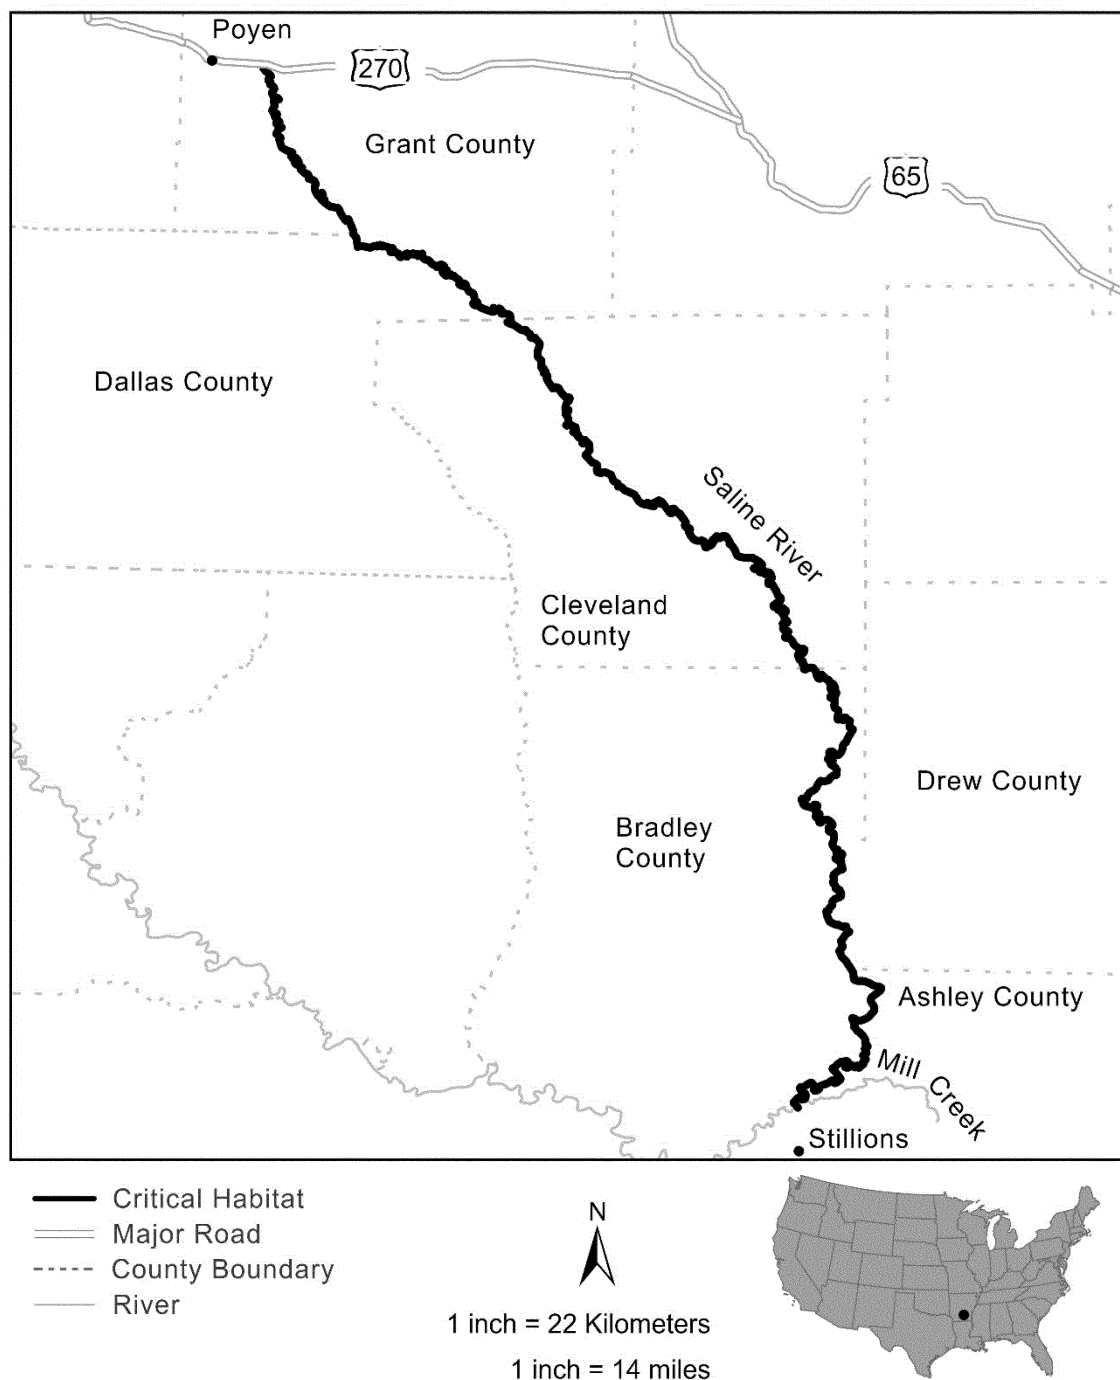 Poyen
270
Grant County
65
Dallas County
Saline River
Cleveland
County
Drew County
Bradley
County
Ashley County
Mill Creek
Stillions
Critical Habitat
Major Road
County Boundary
River
N
1 inch = 22 Kilometers
1 inch = 14 miles